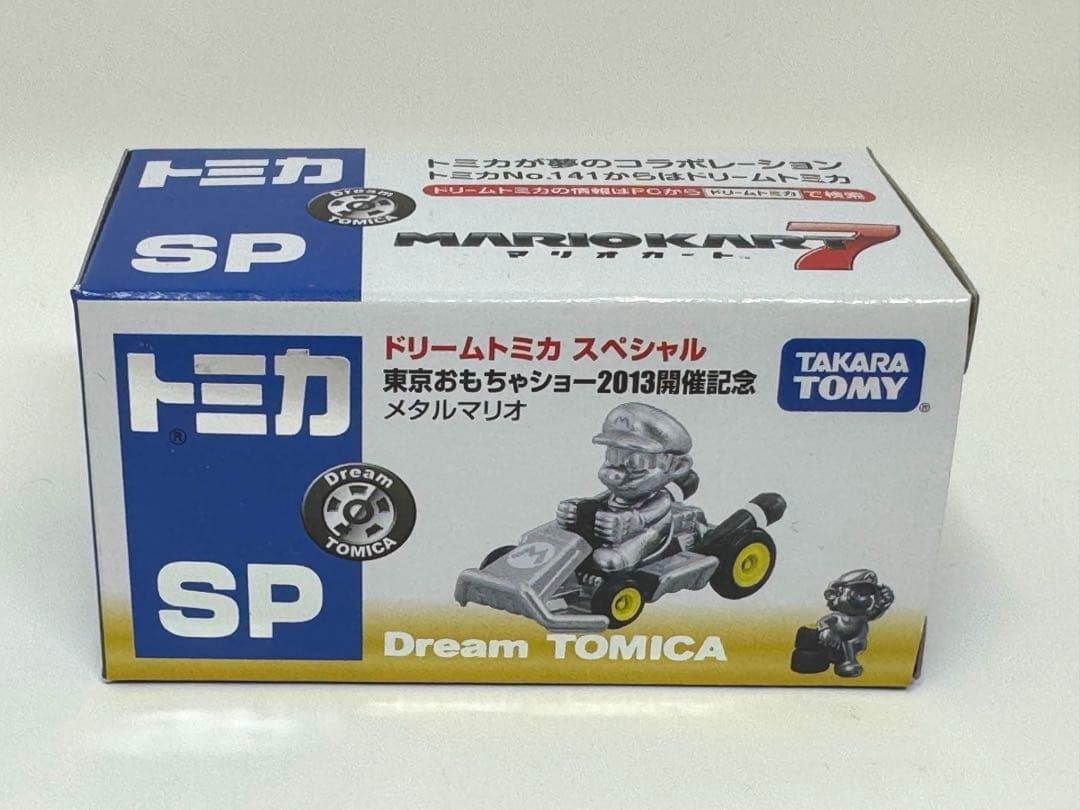 トミカ
Dream
TOMICA
SP
トミカが夢のコラボレーション
トミカNo.141からはドリームトミカ
ドリームトミカの情報はPCから ドリームトミカ で検索
MARIOKART 7
マリオカート™
トミカ®
Dream
TOMICA
SP
ドリームトミカ スペシャル
東京おもちゃショー2013開催記念
メタルマリオ
TAKARA
TOMY®
M
M
Dream TOMICA